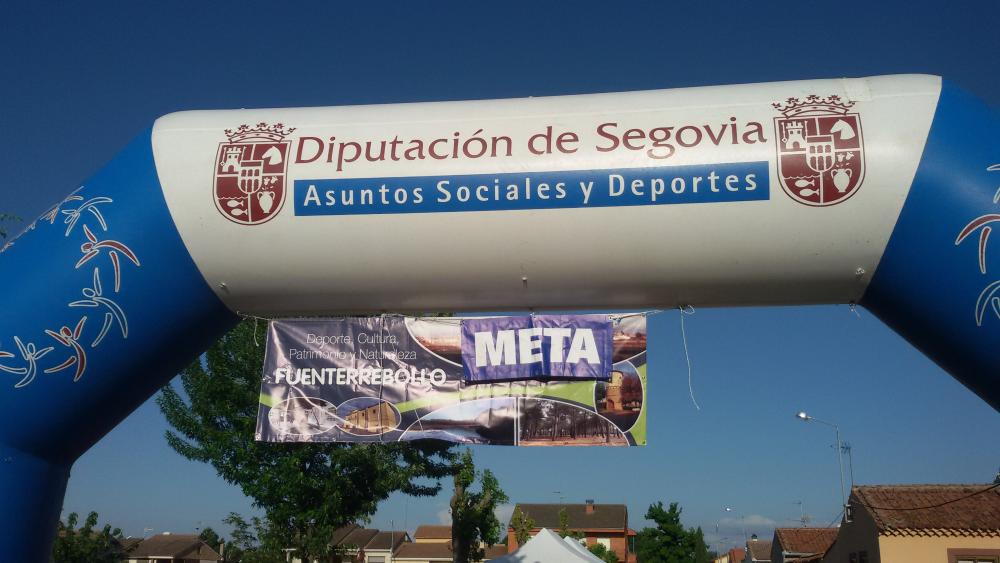 Diputación de Segovia
Asuntos Sociales y Deportes
Deporte, Cultura,
Patrimonio y Naturaleza
FUENTERREBOLLO
META